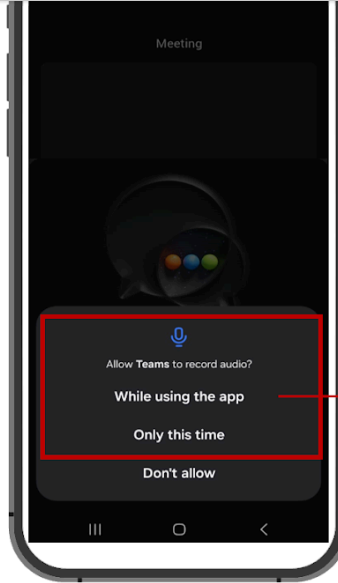 Meeting
Allow Teams to record audio?
While using the app
Only this time
Don't allow